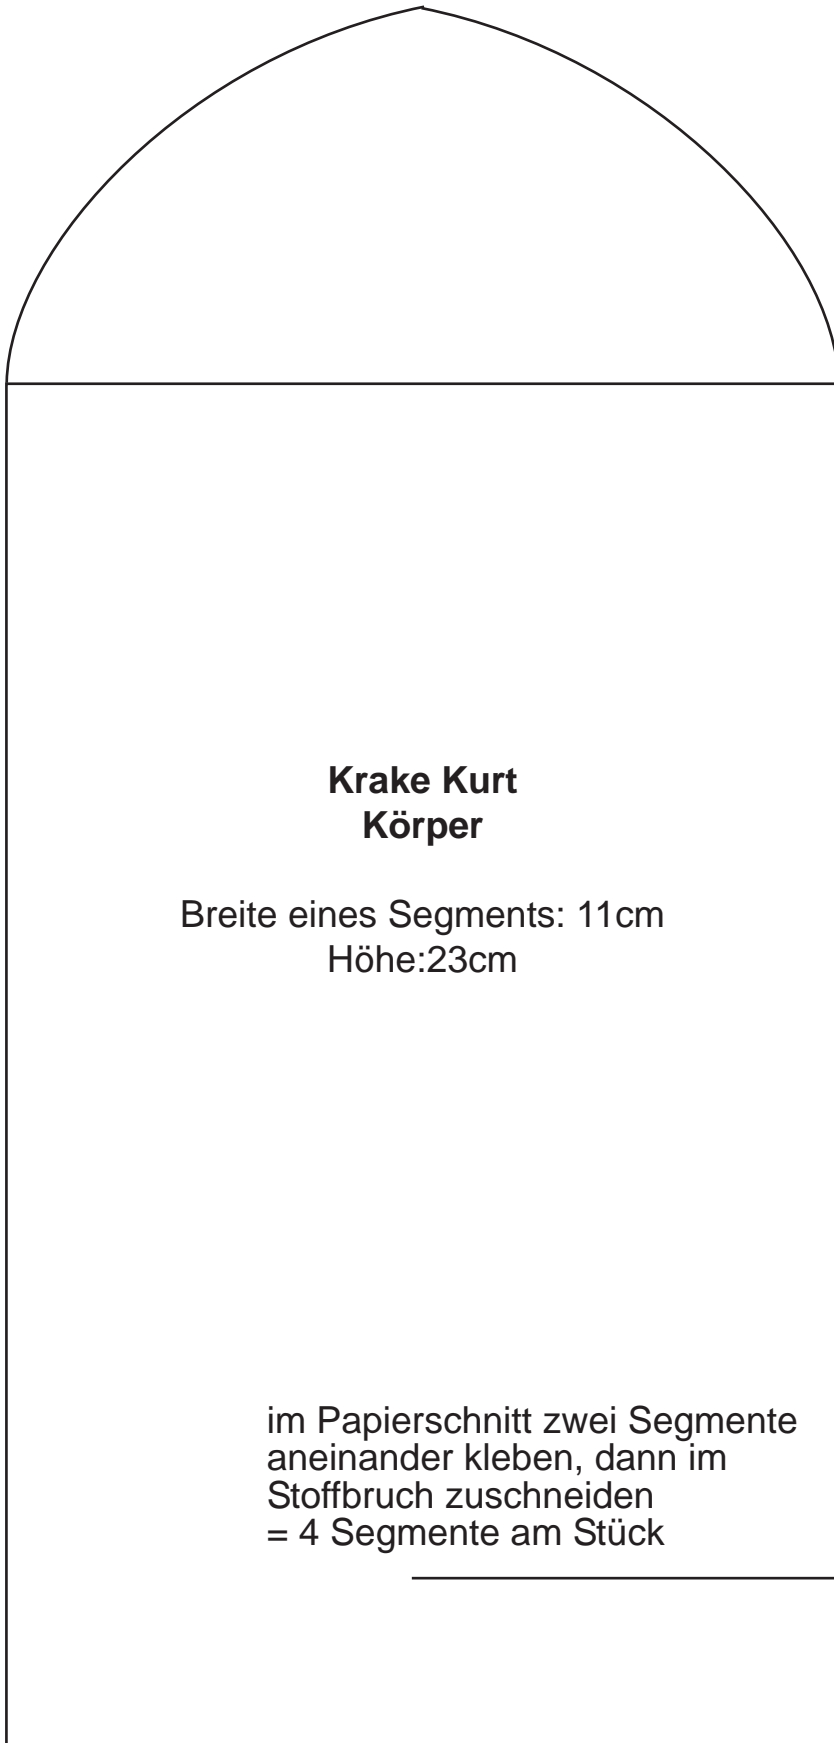 Krake Kurt
Körper
Breite eines Segments: 11cm
Höhe:23cm
im Papierschnitt zwei Segmente
aneinander kleben, dann im
Stoffbruch zuschneiden
= 4 Segmente am Stück